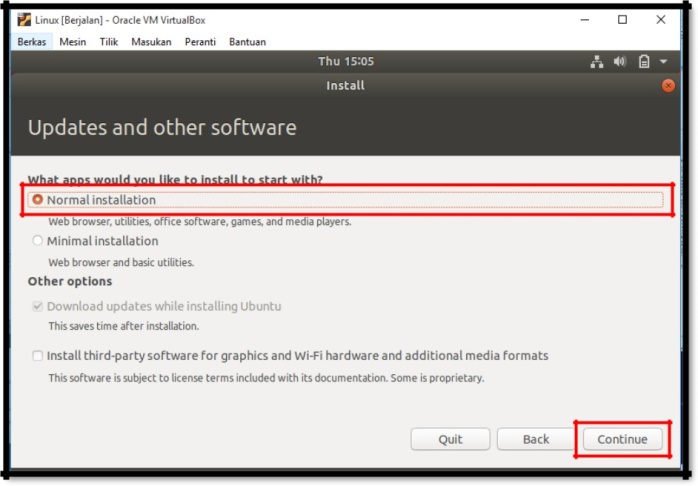 Linux [Berjalan] - Oracle VM VirtualBox
Berkas Mesin Tilik Masukan Peranti Bantuan
Thu 15:05
Install
Updates and other software
What apps would you like to install to start with?
Normal installation
Web browser, utilities, office software, games, and media players.
Minimal installation
Web browser and basic utilities.
Other options
Download updates while installing Ubuntu
This saves time after installation.
Install third-party software for graphics and Wi-Fi hardware and additional media formats
This software is subject to license terms included with its documentation. Some is proprietary.
Quit Back Continue